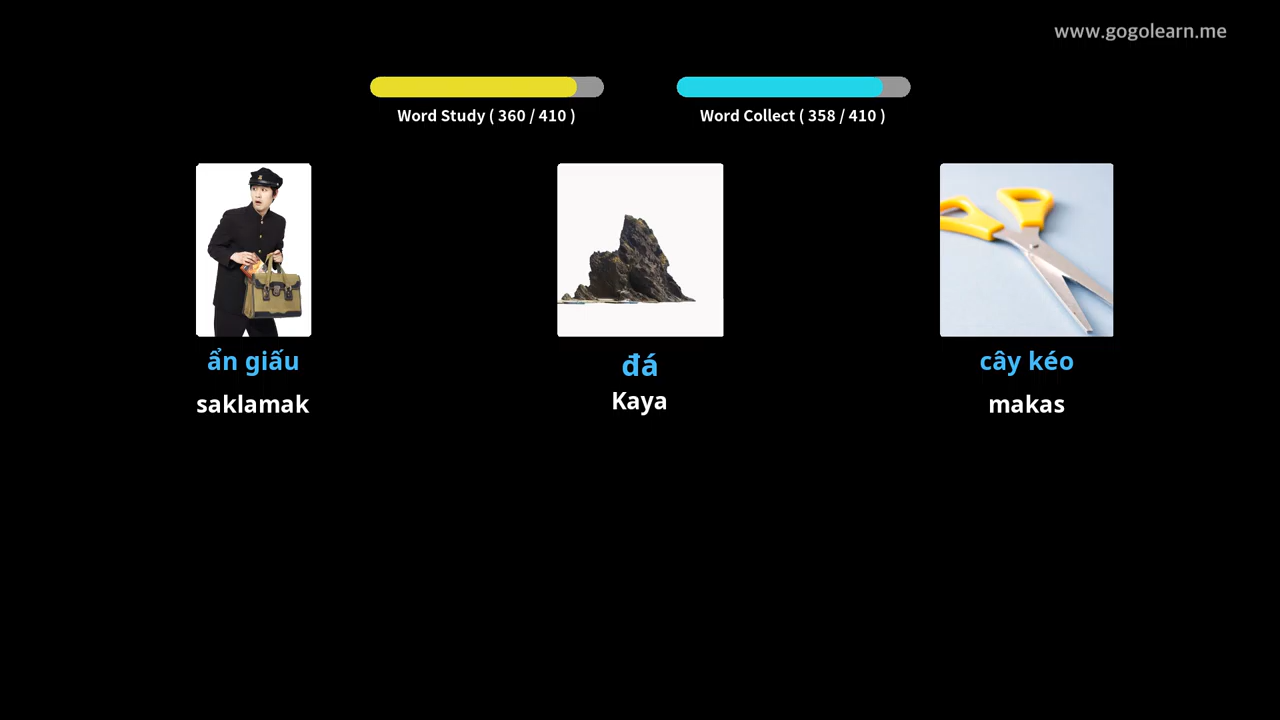 www.gogolearn.me
Word Study ( 360 / 410 )
Word Collect ( 358 / 410 )
ẩn giấu
saklamak
đá
Kaya
cây kéo
makas